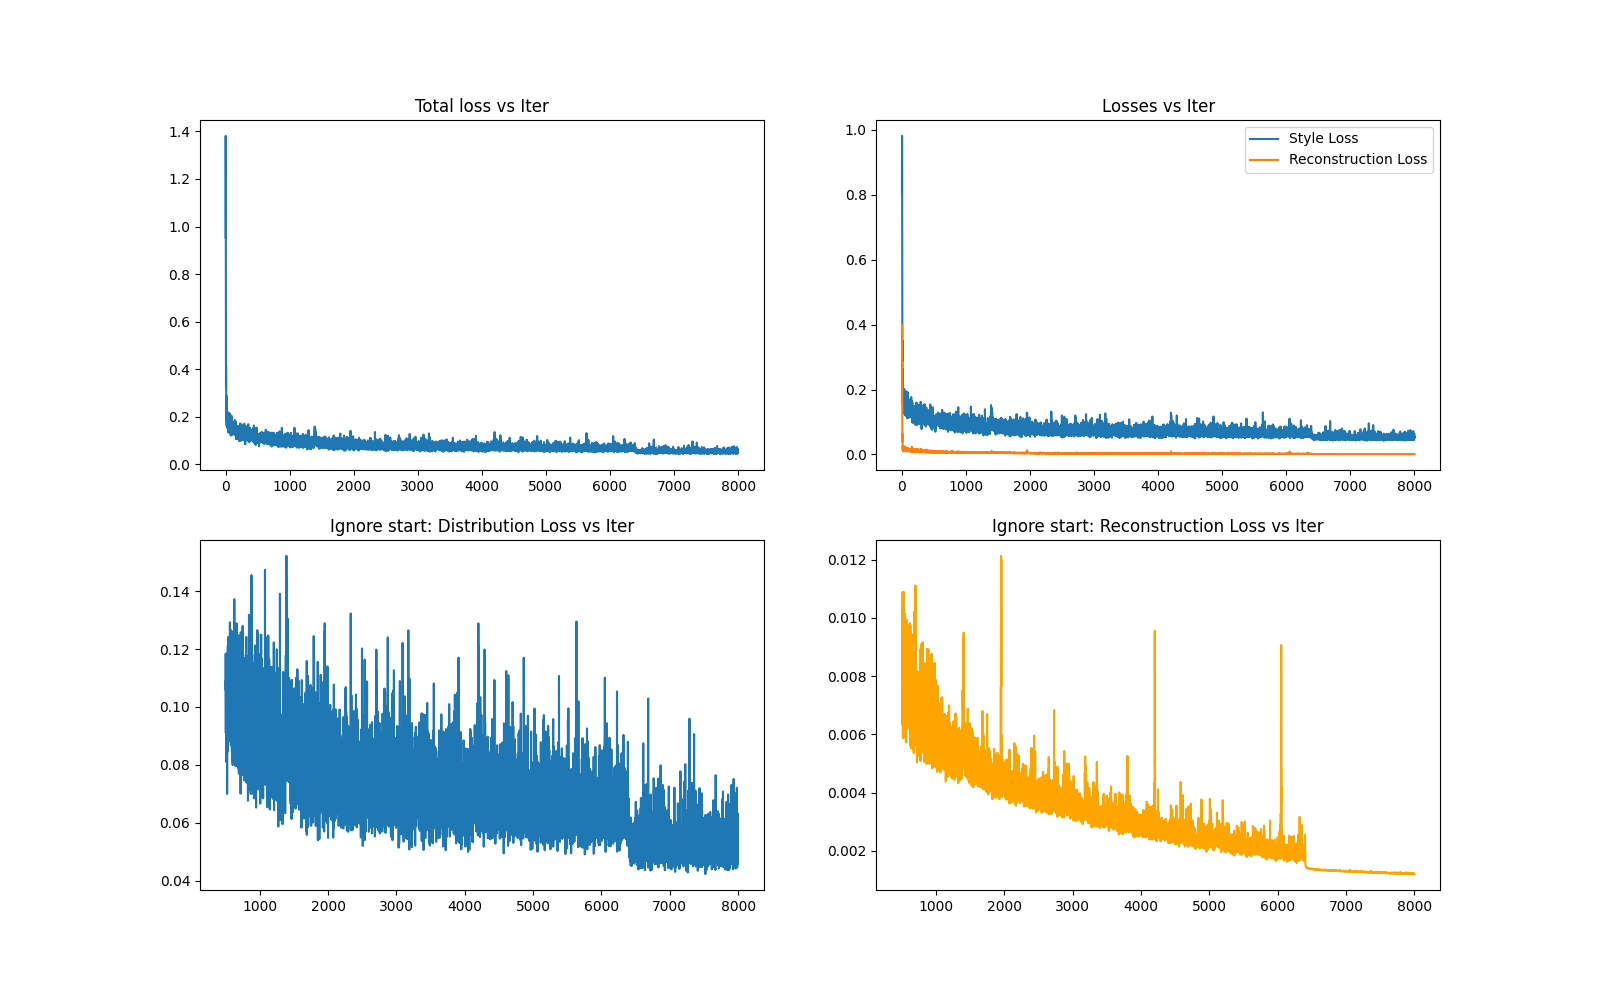 Total loss vs Iter
1.4
1.2
1.0
0.8
0.6
0.4
0.2
0.0
0 1000 2000 3000 4000 5000 6000 7000 8000
Losses vs Iter
Style Loss
Reconstruction Loss
1.0
0.8
0.6
0.4
0.2
0.0
0 1000 2000 3000 4000 5000 6000 7000 8000
Ignore start: Distribution Loss vs Iter
0.14
0.12
0.10
0.08
0.06
0.04
1000 2000 3000 4000 5000 6000 7000 8000
Ignore start: Reconstruction Loss vs Iter
0.012
0.010
0.008
0.006
0.004
0.002
1000 2000 3000 4000 5000 6000 7000 8000